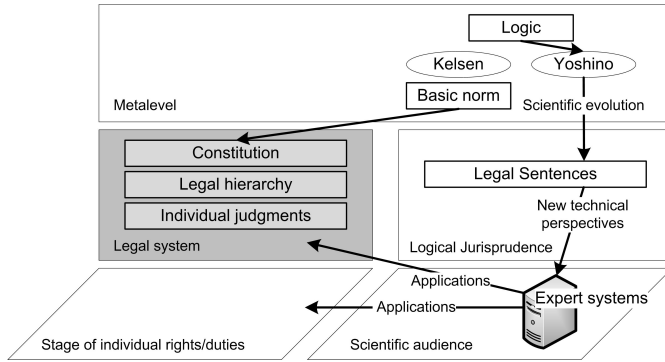 Logic
Kelsen
Yoshino
Basic norm
Metalevel
Scientific evolution
Constitution
Legal hierarchy
Individual judgments
Legal system
Legal Sentences
New technical
perspectives
Logical Jurisprudence
Applications
Expert systems
Applications
Stage of individual rights/duties
Scientific audience